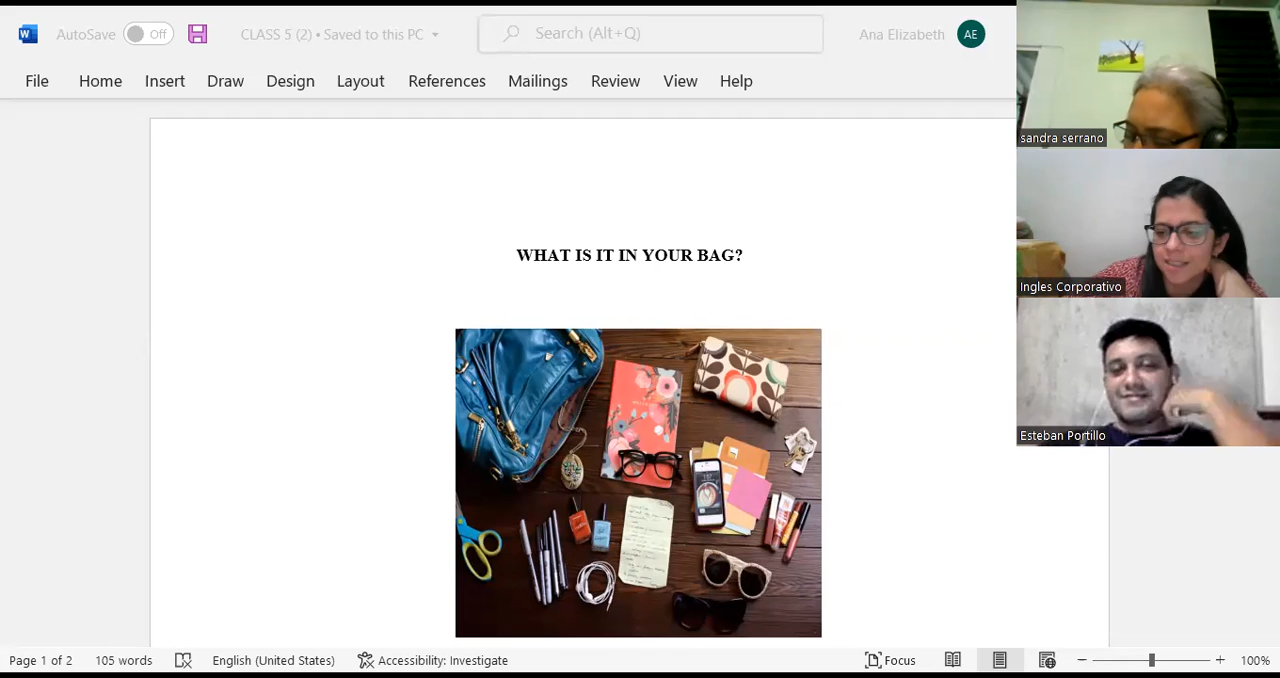 W
AutoSave
Off
CLASS 5 (2) • Saved to this PC
Search (Alt+Q)
Ana Elizabeth
AE
File
Home
Insert
Draw
Design
Layout
References
Mailings
Review
View
Help
sandra serrano
WHAT IS IT IN YOUR BAG?
Ingles Corporativo
Esteban Portillo
Page 1 of 2
105 words
English (United States)
Accessibility: Investigate
Focus
100%